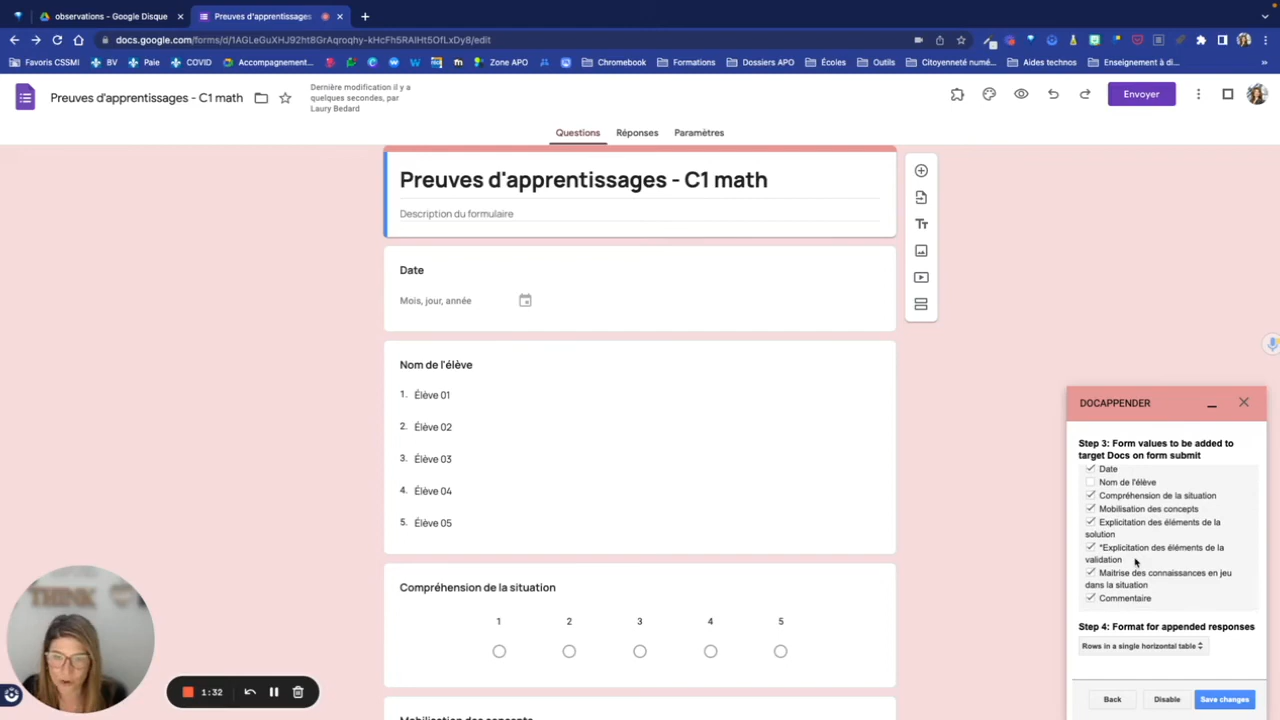 observations - Google Disque
Preuves d'apprentissages
docs.google.com/forms/d/1AGLeGuXHJ92ht8GrAqroqhy-kHcFh5RAIHt5OfLxDy8/edit
Favoris CSSMI
BV
Paie
COVID
Accompagnement...
Zone APO
Chromebook
Formations
Dossiers APO
Écoles
Outils
Citoyenneté numé...
Aides technos
Enseignement à di...
Preuves d'apprentissages - C1 math
Dernière modification il y a
quelques secondes, par
Laury Bedard
Envoyer
Questions
Réponses
Paramètres
Preuves d'apprentissages - C1 math
Description du formulaire
Date
Mois, jour, année
Nom de l'élève
1. Élève 01
2. Élève 02
3. Élève 03
4. Élève 04
5. Élève 05
Compréhension de la situation
1 2 3 4 5
DOCAPPENDER
Step 3: Form values to be added to
target Docs on form submit
Date
Nom de l'élève
Compréhension de la situation
Mobilisation des concepts
Explicitation des éléments de la
solution
*Explicitation des éléments de la
validation
Maitrise des connaissances en jeu
dans la situation
Commentaire
Step 4: Format for appended responses
Rows in a single horizontal table
Back
Disable
Save changes
THINK
1:32
Mobilisation des concepts